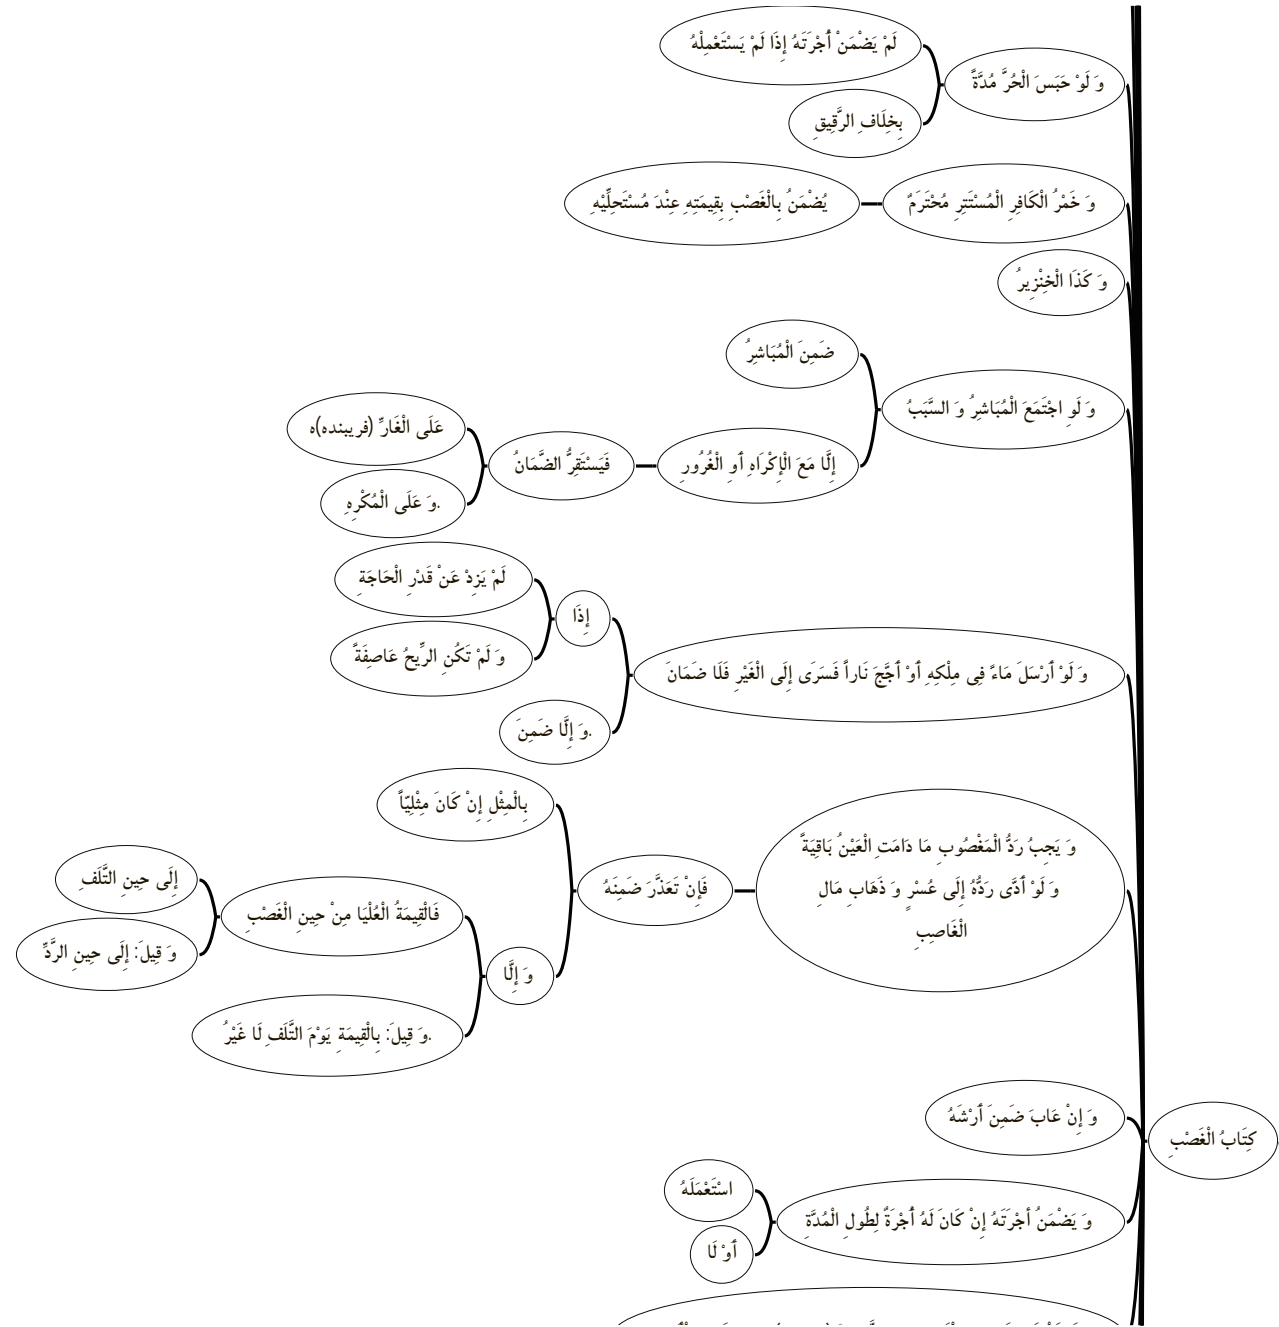 لَمْ يَضْمَنْ أُجْرَتَهُ إِذَا لَمْ يَسْتَعْمِلْهُ
وَ لَوْ حَبَسَ الْحُرَّ مُدَّةً
بِخِلَافِ الرَّقِيقِ
وَ خَمْرُ الْكَافِرِ الْمُسْتَتِرِ مُحْتَرَمٌ
يُضْمَنُ بِالْغَصْبِ بِقِيمَتِهِ عِنْدَ مُسْتَحِلِّيْهِ
وَ كَذَا الْخِنْزِيرُ
ضَمِنَ الْمُبَاشِرُ
وَ لَوِ اجْتَمَعَ الْمُبَاشِرُ وَ السَّبَبُ
عَلَى الْغَارِّ (فریبنده)ه
إِلَّا مَعَ الْإِكْرَاهِ أَوِ الْغُرُورِ
فَيَسْتَقِرُّ الضَّمَانُ
.وَ عَلَى الْمُكْرِهِ
لَمْ يَزِدْ عَنْ قَدْرِ الْحَاجَةِ
إِذَا
وَ لَمْ تَكُنِ الرِّيحُ عَاصِفَةً
وَ لَوْ أَرْسَلَ مَاءً فِی مِلْكِهِ أَوْ أَجَّجَ نَاراً فَسَرَى إِلَى الْغَيْرِ فَلَا ضَمَانَ
.وَ إِلَّا ضَمِنَ
بِالْمِثْلِ إِنْ كَانَ مِثْلِيّاً
وَ يَجِبُ رَدُّ الْمَغْصُوبِ مَا دَامَتِ الْعَيْنُ بَاقِيَةً
وَ لَوْ أَدَّى رَدُّهُ إِلَى عُسْرٍ وَ ذَهَابِ مَالِ
الْغَاصِبِ
فَإِنْ تَعَذَّرَ ضَمِنَهُ
إِلَى حِينِ التَّلَفِ
فَالْقِيمَةُ الْعُلْيَا مِنْ حِينِ الْغَصْبِ
وَ قِيلَ: إِلَى حِينِ الرَّدِّ
وَ إِلَّا
.وَ قِيلَ: بِالْقِيمَةِ يَوْمَ التَّلَفِ لَا غَيْرُ
وَ إِنْ عَابَ ضَمِنَ أَرْشَهُ
كِتَابُ الْغَصْبِ
اسْتَعْمَلَهُ
وَ يَضْمَنُ أُجْرَتَهُ إِنْ كَانَ لَهُ أُجْرَةٌ لِطُولِ الْمُدَّةِ
أَوْ لَا